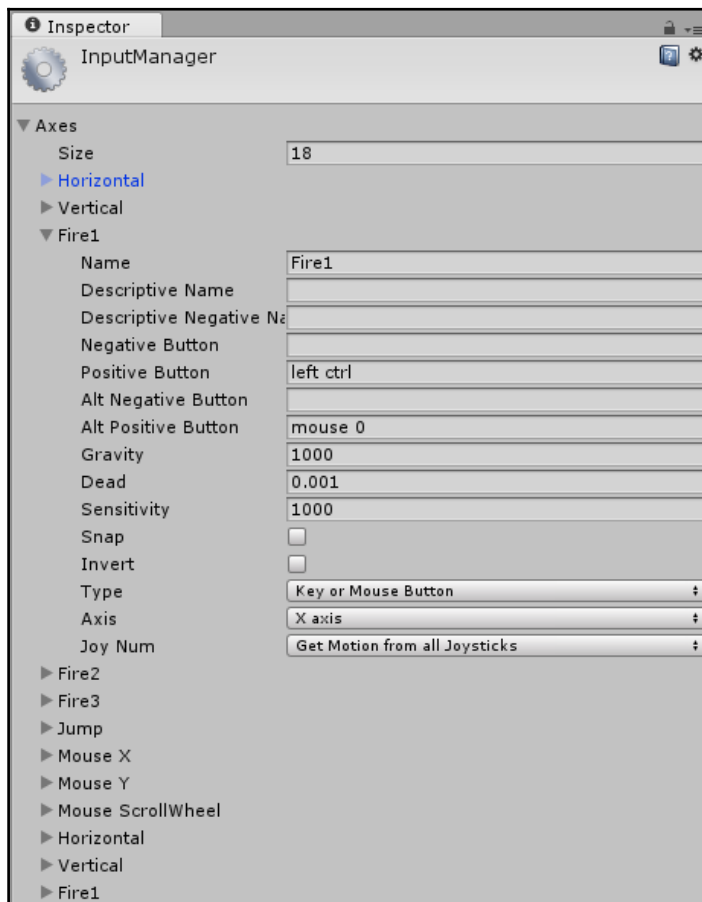 Inspector
InputManager
Axes
Size 18
Horizontal
Vertical
Fire1
Name Fire1
Descriptive Name
Descriptive Negative Na
Negative Button
Positive Button left ctrl
Alt Negative Button
Alt Positive Button mouse 0
Gravity 1000
Dead 0.001
Sensitivity 1000
Snap
Invert
Type Key or Mouse Button
Axis X axis
Joy Num Get Motion from all Joysticks
Fire2
Fire3
Jump
Mouse X
Mouse Y
Mouse ScrollWheel
Horizontal
Vertical
Fire1